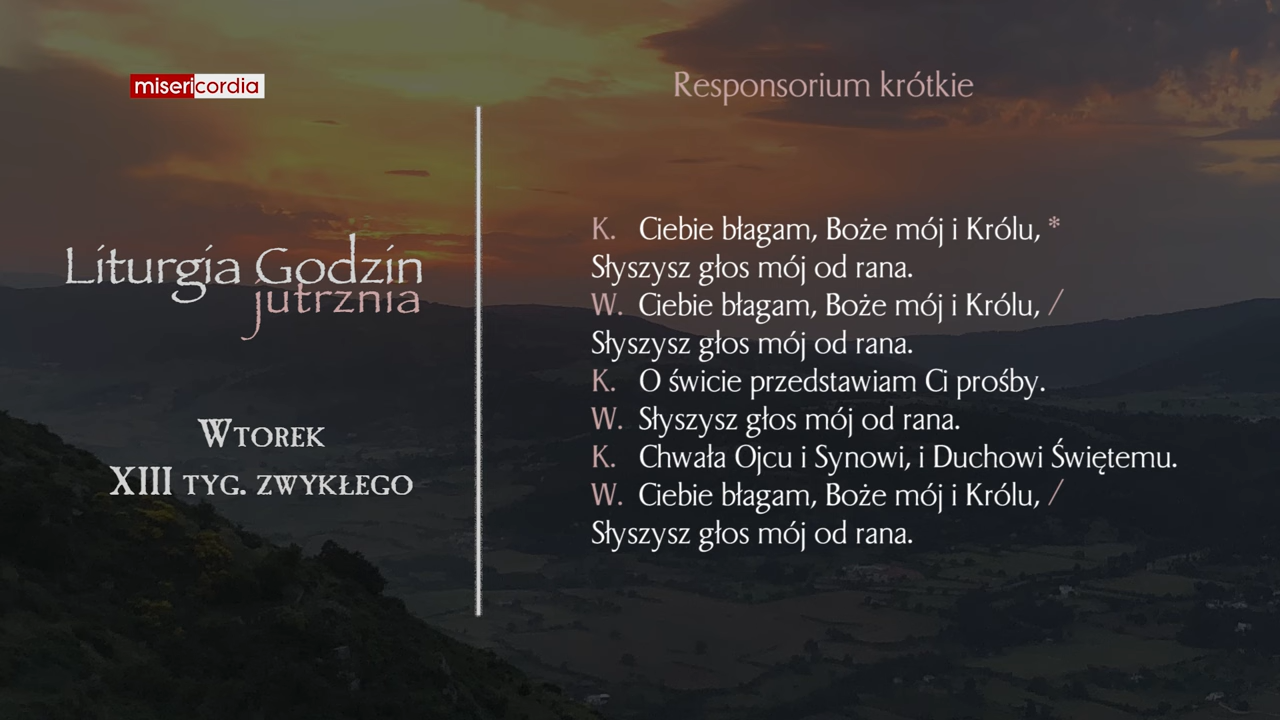 misericordia
Liturgia Godzin
jutrznia
Wtorek
XIII tyg. zwykłego
Responsorium krótkie
K. Ciebie błagam, Boże mój i Królu, *
Słyszysz głos mój od rana.
W. Ciebie błagam, Boże mój i Królu, /
Słyszysz głos mój od rana.
K. O świcie przedstawiam Ci prośby.
W. Słyszysz głos mój od rana.
K. Chwała Ojcu i Synowi, i Duchowi Świętemu.
W. Ciebie błagam, Boże mój i Królu, /
Słyszysz głos mój od rana.